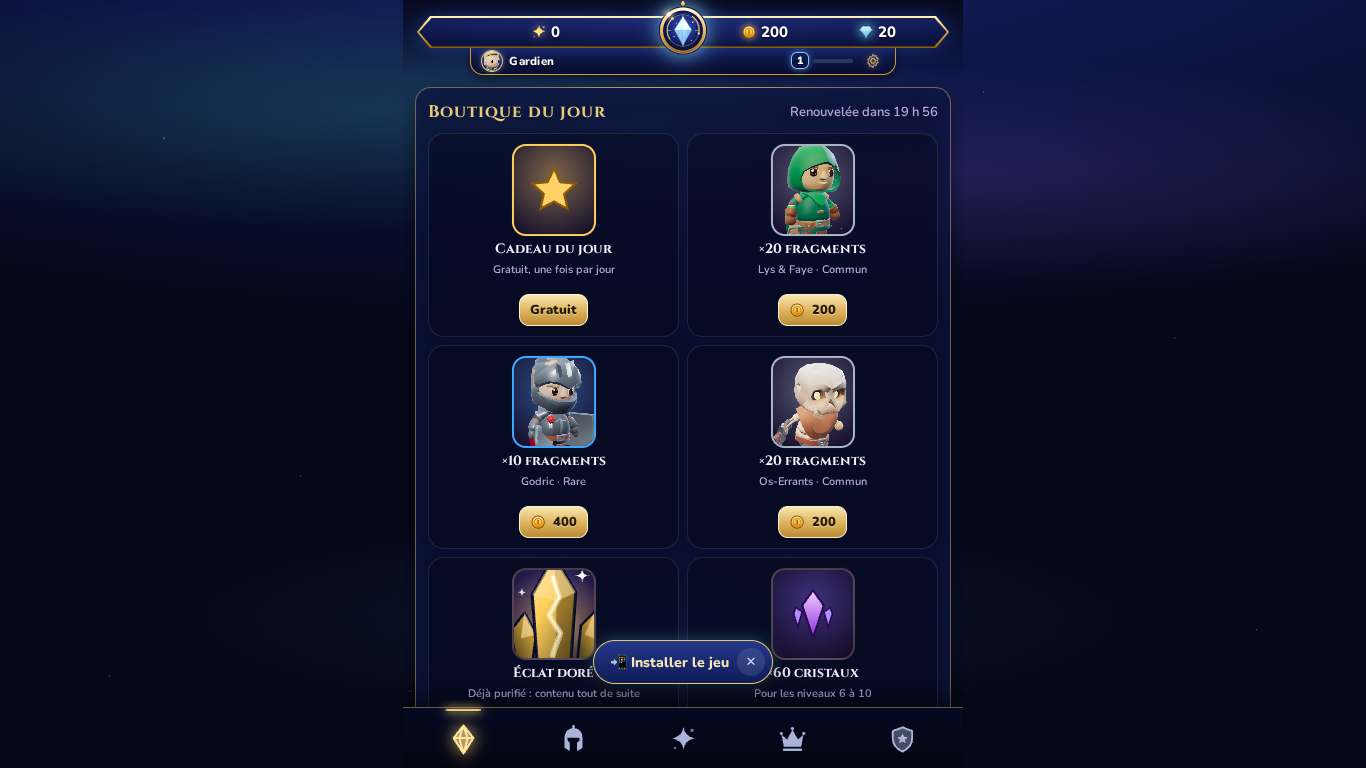 0
200
20
Gardien
1
Boutique du jour
Renouvelée dans 19 h 56
Cadeau du jour
Gratuit, une fois par jour
Gratuit
×20 fragments
Lys & Faye · Commun
200
×10 fragments
Godric · Rare
400
×20 fragments
Os-Errants · Commun
200
Éclat doré
Déjà purifié : contenu tout de suite
60 cristaux
Pour les niveaux 6 à 10
Installer le jeu